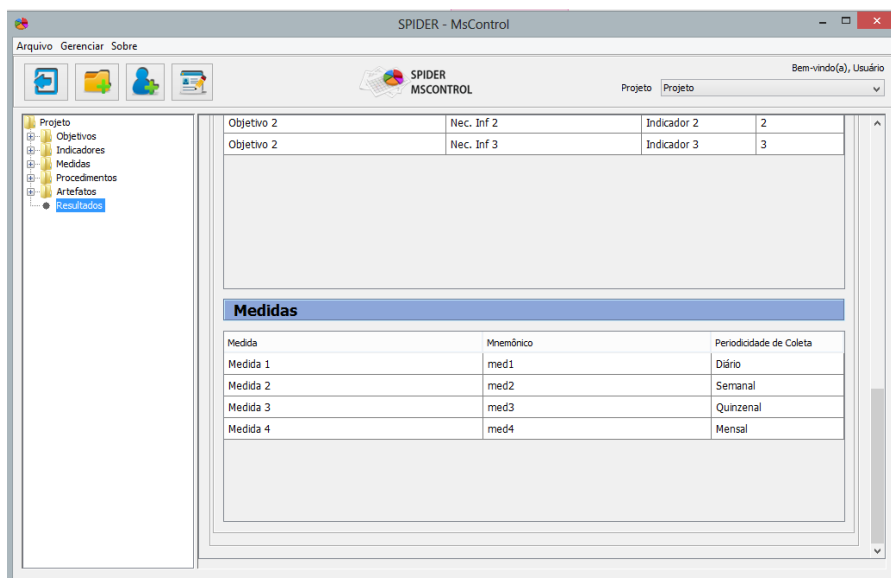 SPIDER - MsControl
Arquivo Gerenciar Sobre
SPIDER
MSCONTROL
Bem-vindo(a), Usuário
Projeto Projeto
Projeto
Objetivos
Indicadores
Medidas
Procedimentos
Artefatos
Resultados
Objetivo 2 Nec. Inf 2 Indicador 2 2
Objetivo 2 Nec. Inf 3 Indicador 3 3
Medidas
Medida Mnemônico Periodicidade de Coleta
Medida 1 med1 Diário
Medida 2 med2 Semanal
Medida 3 med3 Quinzenal
Medida 4 med4 Mensal